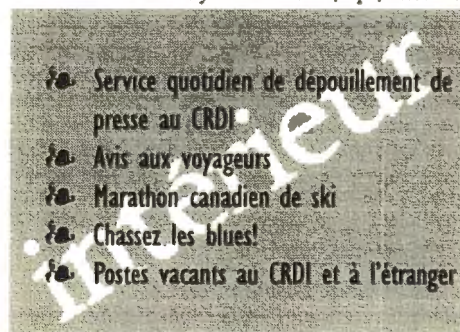 Service quotidien de dépouillement de
presse au CRDI
Avis aux voyageurs
Marathon canadien de ski
Chassez les blues!
Postes vacants au CRDI et à l'étranger
intérieur